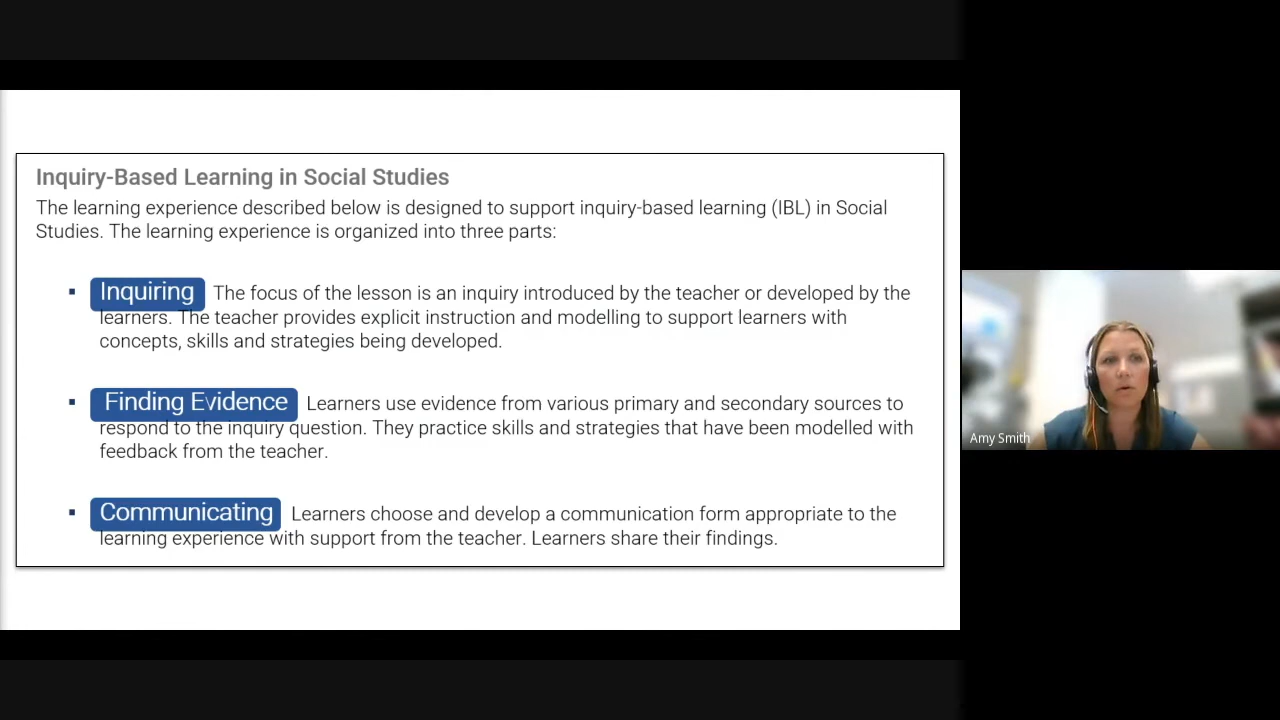 Inquiry-Based Learning in Social Studies
The learning experience described below is designed to support inquiry-based learning (IBL) in Social
Studies. The learning experience is organized into three parts:
▪ Inquiring The focus of the lesson is an inquiry introduced by the teacher or developed by the
learners. The teacher provides explicit instruction and modelling to support learners with
concepts, skills and strategies being developed.
▪ Finding Evidence Learners use evidence from various primary and secondary sources to
respond to the inquiry question. They practice skills and strategies that have been modelled with
feedback from the teacher.
▪ Communicating Learners choose and develop a communication form appropriate to the
learning experience with support from the teacher. Learners share their findings.
Amy Smith